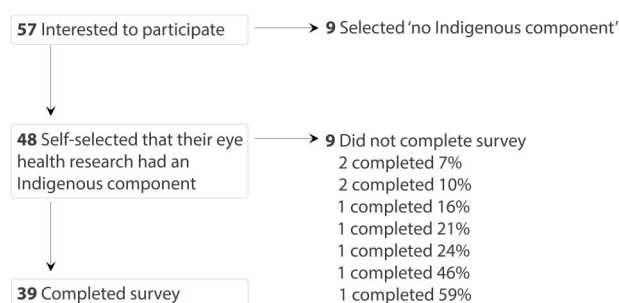 57 Interested to participate
9 Selected ‘no Indigenous component’
48 Self-selected that their eye
health research had an
Indigenous component
9 Did not complete survey
2 completed 7%
2 completed 10%
1 completed 16%
1 completed 21%
1 completed 24%
1 completed 46%
1 completed 59%
39 Completed survey